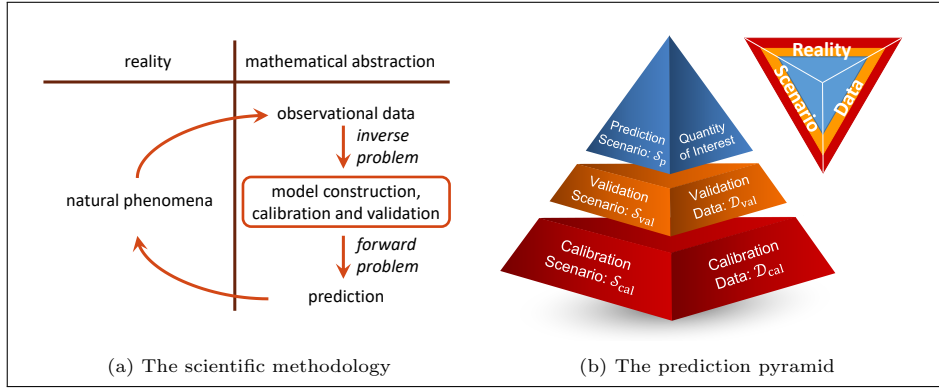 reality
mathematical abstraction
observational data
inverse
problem
natural phenomena
model construction,
calibration and validation
forward
problem
prediction
(a) The scientific methodology
Prediction
Scenario: 𝒮p
Quantity
of Interest
Validation
Scenario: 𝒮val
Validation
Data: 𝒟val
Calibration
Scenario: 𝒮cal
Calibration
Data: 𝒟cal
Reality
Scenario
Data
(b) The prediction pyramid